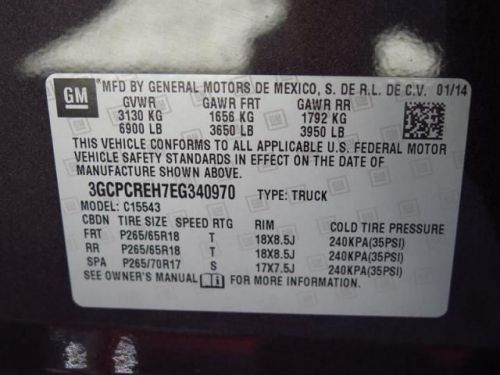 GM
*MFD BY GENERAL MOTORS DE MEXICO, S. DE R.L. DE C.V. 01/14
GVWR GAWR FRT GAWR RR
3130 KG 1656 KG 1792 KG
6900 LB 3650 LB 3950 LB
THIS VEHICLE CONFORMS TO ALL APPLICABLE U.S. FEDERAL MOTOR
VEHICLE SAFETY STANDARDS IN EFFECT ON THE DATE OF
MANUFACTURE SHOWN ABOVE.
3GCPCREH7EG340970 TYPE: TRUCK
MODEL: C15543
CBDN TIRE SIZE SPEED RTG RIM COLD TIRE PRESSURE
FRT P265/65R18 T 18X8.5J 240KPA(35PSI)
RR P265/65R18 T 18X8.5J 240KPA(35PSI)
SPA P265/70R17 S 17X7.5J 240KPA(35PSI)
SEE OWNER'S MANUAL FOR MORE INFORMATION.